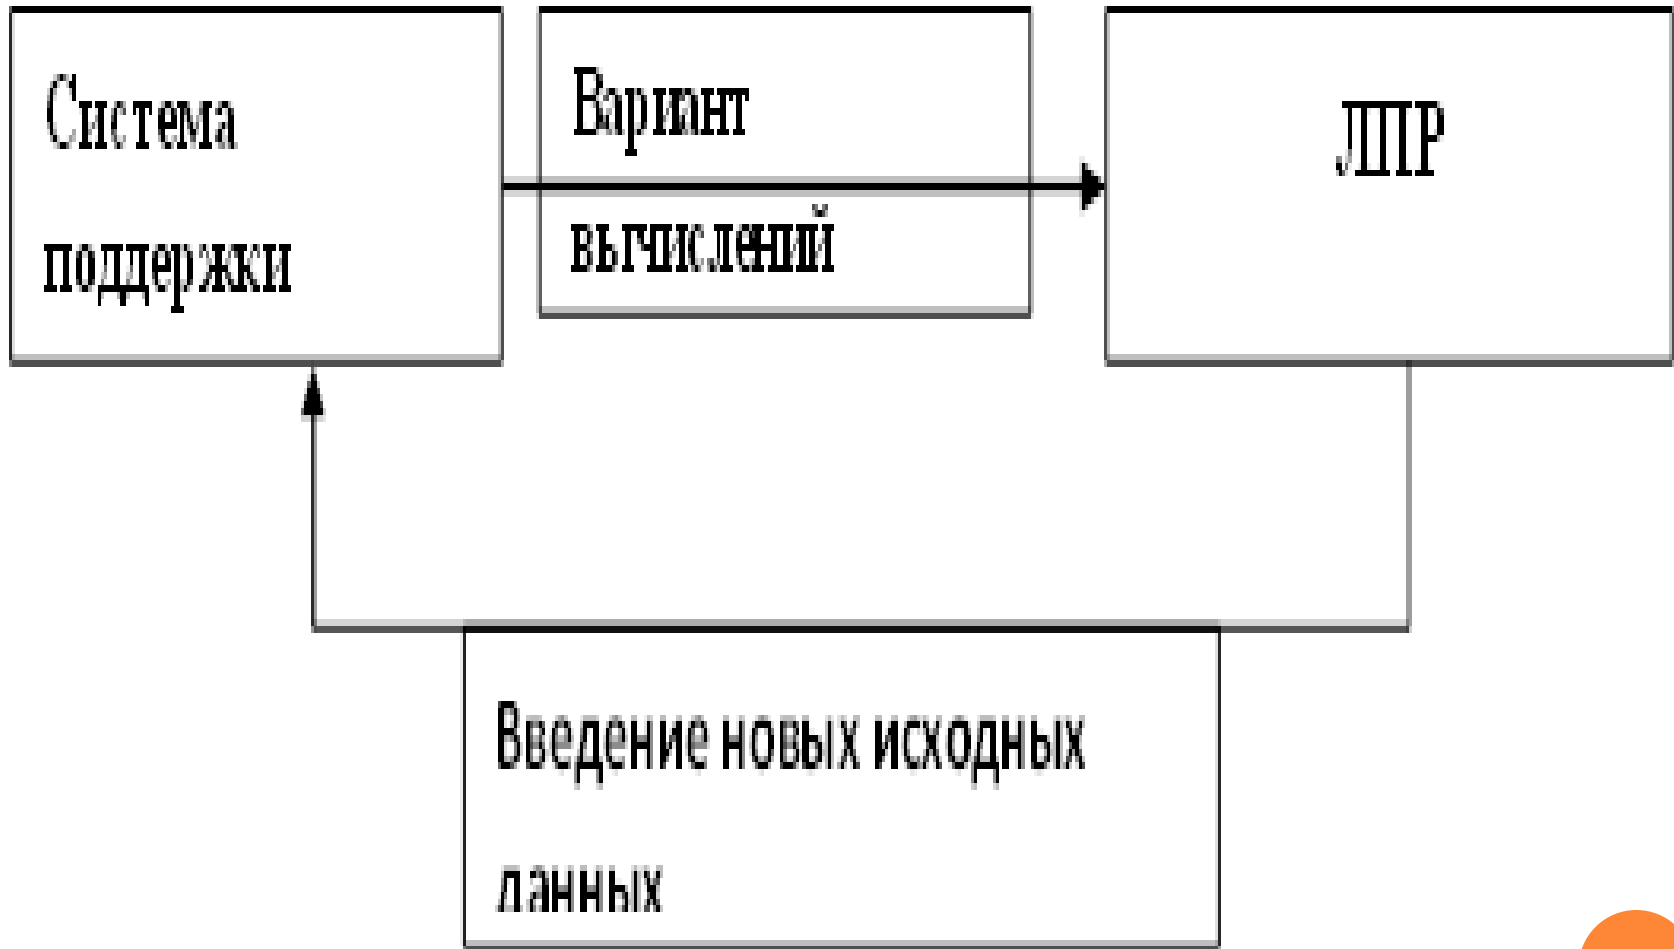 Система
поддержки
Вариант
вычислений
ЛПР
Введение новых исходных
данных